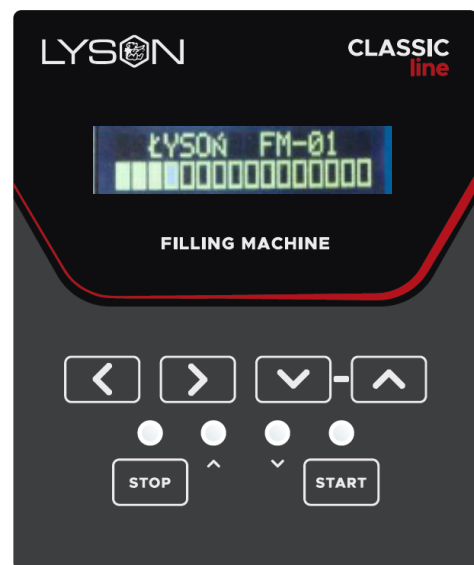 LYSON
CLASSIC
line
ŁYSOŃ FM-01
FILLING MACHINE
STOP
START